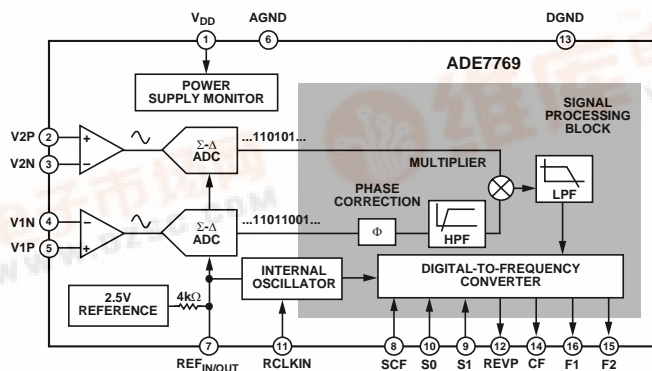 VDD
AGND
DGND
1
6
13
ADE7769
POWER
SUPPLY MONITOR
SIGNAL
PROCESSING
BLOCK
V2P 2
+
Σ-Δ
ADC
...110101...
V2N 3
−
MULTIPLIER
LPF
PHASE
CORRECTION
V1N 4
−
Σ-Δ
ADC
...11011001...
Φ
HPF
V1P 5
+
INTERNAL
OSCILLATOR
DIGITAL-TO-FREQUENCY
CONVERTER
2.5V
REFERENCE
4kΩ
7
11
8
10
9
12
14
16
15
REFIN/OUT
RCLKIN
SCF
S0
S1
REVP
CF
F1
F2